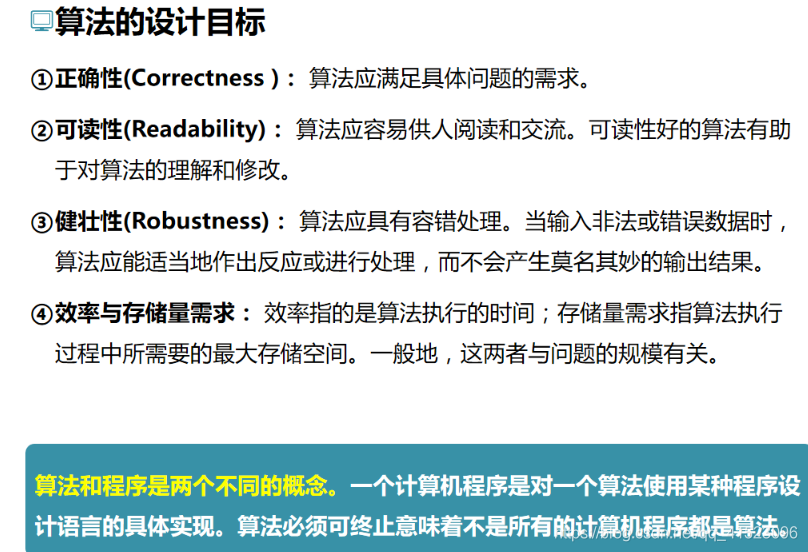 算法的设计目标
①正确性(Correctness )： 算法应满足具体问题的需求。
②可读性(Readability)： 算法应容易供人阅读和交流。可读性好的算法有助
于对算法的理解和修改。
③健壮性(Robustness)： 算法应具有容错处理。当输入非法或错误数据时，
算法应能适当地作出反应或进行处理，而不会产生莫名其妙的输出结果。
④效率与存储量需求： 效率指的是算法执行的时间；存储量需求指算法执行
过程中所需要的最大存储空间。一般地，这两者与问题的规模有关。
算法和程序是两个不同的概念。一个计算机程序是对一个算法使用某种程序设
计语言的具体实现。算法必须可终止意味着不是所有的计算机程序都是算法。